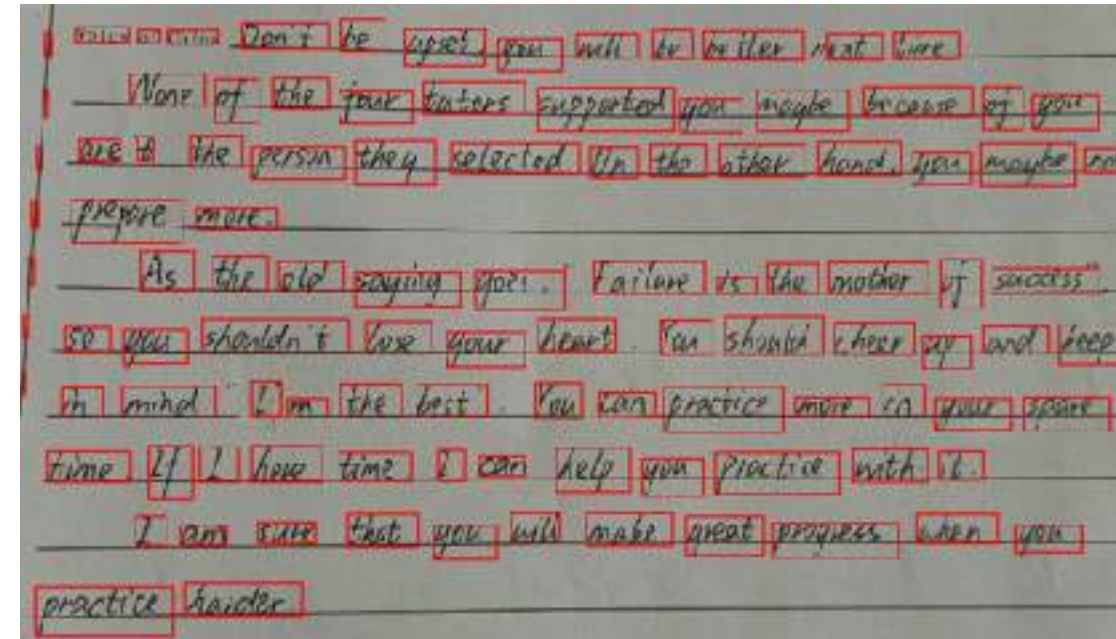 Don't be upset, you will be better next time
None of the four tutors supported you maybe because of you
are t the person they selected On the other hand, you maybe no
prepare more.
As the old saying goes. "Failure is the mother of success".
so you shouldn't lose your heart. You should cheer up and keep
in mind "I'm the best". You can practice more in your spare
time If I have time I can help you practice with it.
I am sure that you will make great progress when you
practice harder